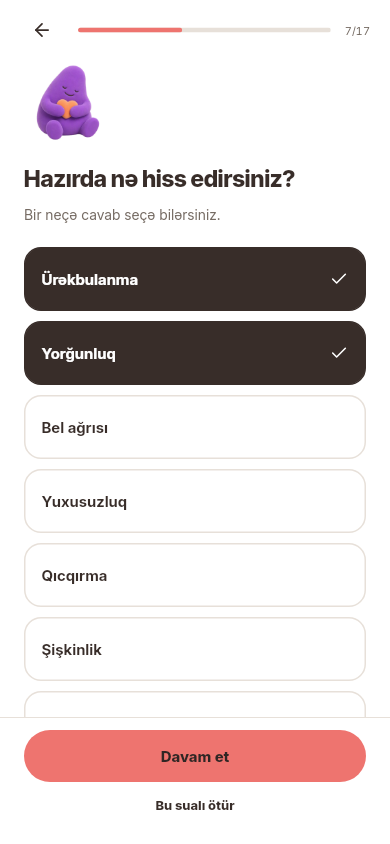 7/17
Hazırda nə hiss edirsiniz?
Bir neçə cavab seçə bilərsiniz.
Ürəkbulanma
Yorğunluq
Bel ağrısı
Yuxusuzluq
Qıcqırma
Şişkinlik
Davam et
Bu sualı ötür